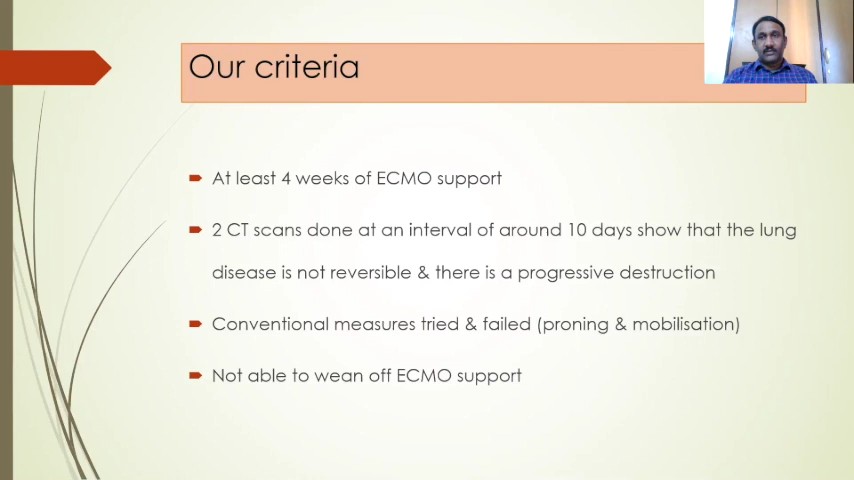 Our criteria
At least 4 weeks of ECMO support
2 CT scans done at an interval of around 10 days show that the lung
disease is not reversible & there is a progressive destruction
Conventional measures tried & failed (proning & mobilisation)
Not able to wean off ECMO support